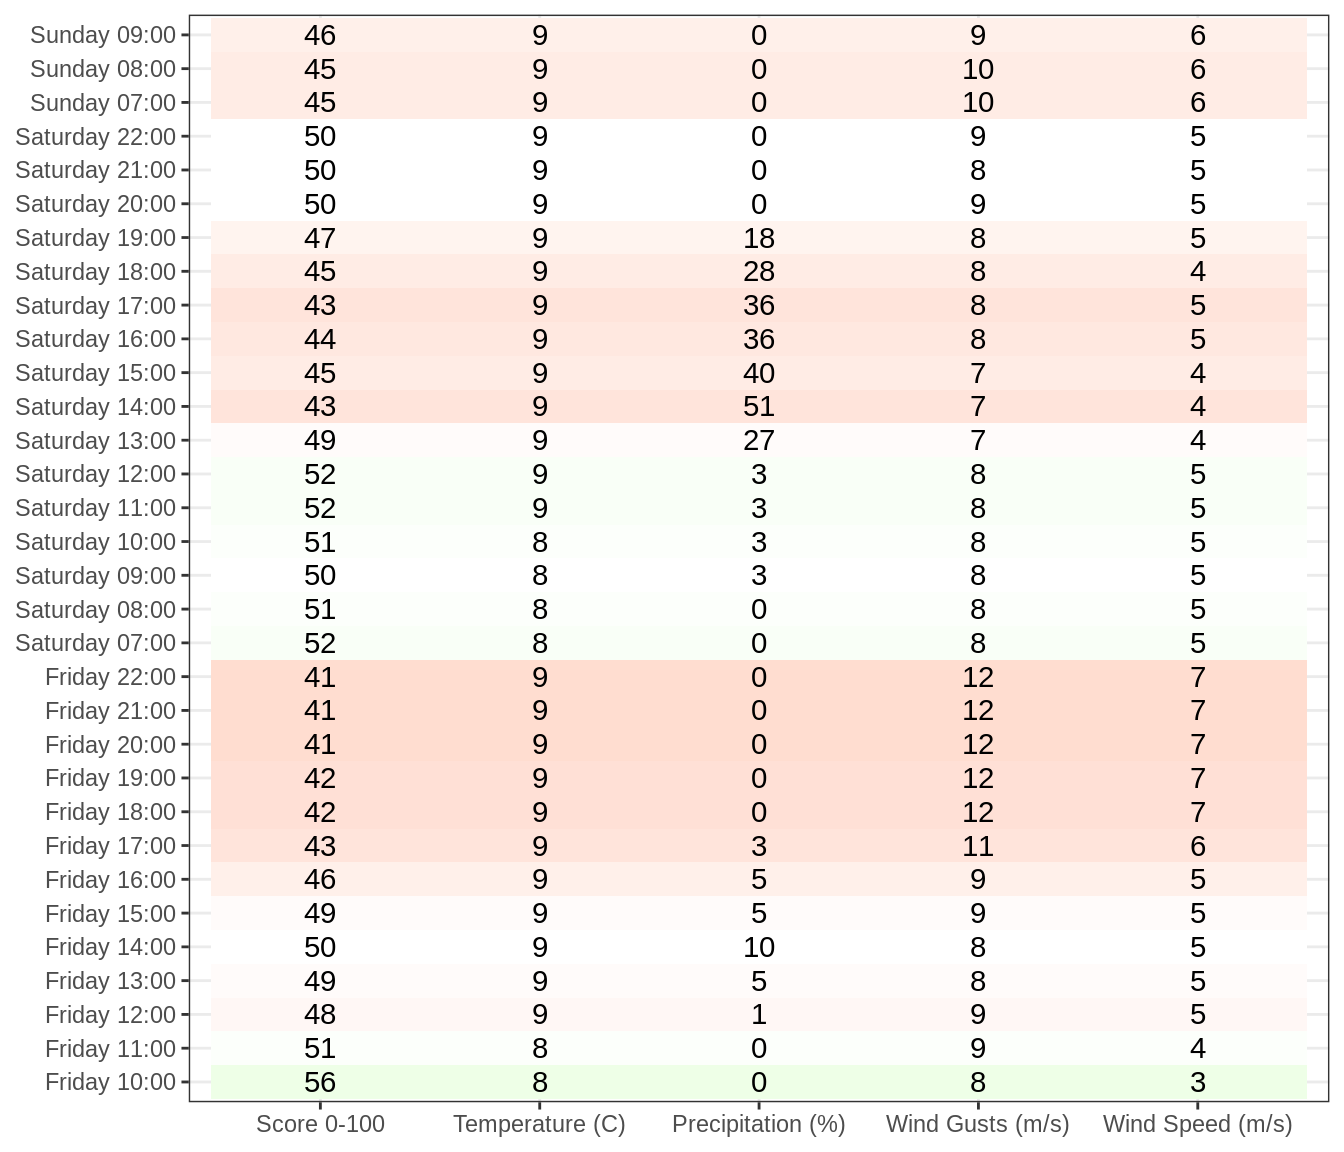 Sunday 09:00 46 9 0 9 6
Sunday 08:00 45 9 0 10 6
Sunday 07:00 45 9 0 10 6
Saturday 22:00 50 9 0 9 5
Saturday 21:00 50 9 0 8 5
Saturday 20:00 50 9 0 9 5
Saturday 19:00 47 9 18 8 5
Saturday 18:00 45 9 28 8 4
Saturday 17:00 43 9 36 8 5
Saturday 16:00 44 9 36 8 5
Saturday 15:00 45 9 40 7 4
Saturday 14:00 43 9 51 7 4
Saturday 13:00 49 9 27 7 4
Saturday 12:00 52 9 3 8 5
Saturday 11:00 52 9 3 8 5
Saturday 10:00 51 8 3 8 5
Saturday 09:00 50 8 3 8 5
Saturday 08:00 51 8 0 8 5
Saturday 07:00 52 8 0 8 5
Friday 22:00 41 9 0 12 7
Friday 21:00 41 9 0 12 7
Friday 20:00 41 9 0 12 7
Friday 19:00 42 9 0 12 7
Friday 18:00 42 9 0 12 7
Friday 17:00 43 9 3 11 6
Friday 16:00 46 9 5 9 5
Friday 15:00 49 9 5 9 5
Friday 14:00 50 9 10 8 5
Friday 13:00 49 9 5 8 5
Friday 12:00 48 9 1 9 5
Friday 11:00 51 8 0 9 4
Friday 10:00 56 8 0 8 3
Score 0-100 Temperature (C) Precipitation (%) Wind Gusts (m/s) Wind Speed (m/s)